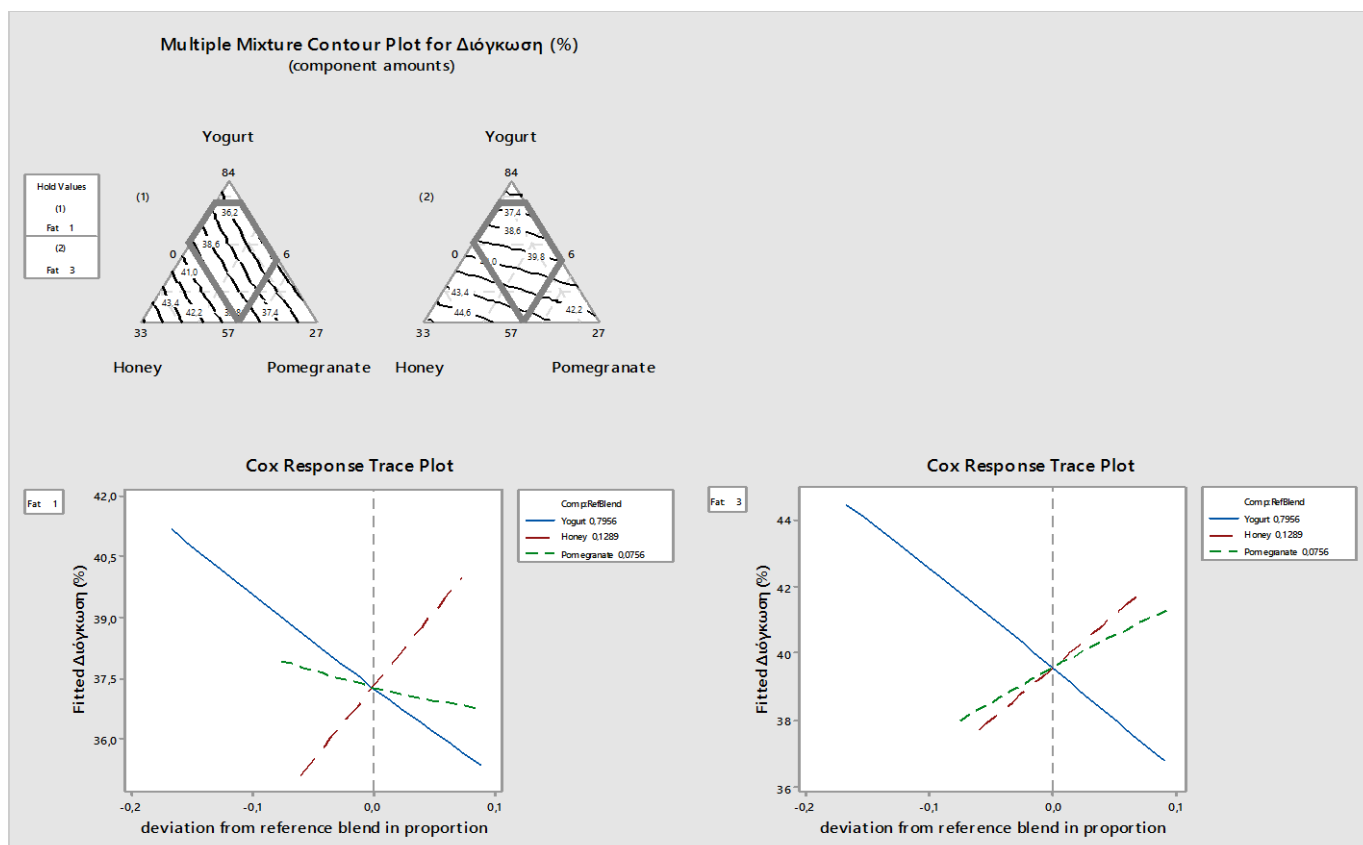 Multiple Mixture Contour Plot for Διόγκωση (%)
(component amounts)
Yogurt
84
Hold Values
(1)
Fat 1
(2)
Fat 3
(1)
36,2
38,6
0
6
41,0
43,4
42,2
37,4
33
57
27
Honey
Pomegranate
Yogurt
84
(2)
37,4
38,6
0
39,8
6
43,4
44,6
42,2
33
57
27
Honey
Pomegranate
Cox Response Trace Plot
Fat 1
Fitted Διόγκωση (%)
42,0
40,5
39,0
37,5
36,0
-0,2
-0,1
0,0
0,1
deviation from reference blend in proportion
Comp:RefBlend
Yogurt 0,7956
Honey 0,1289
Pomegranate 0,0756
Cox Response Trace Plot
Fat 3
Fitted Διόγκωση (%)
44
42
40
38
36
-0,2
-0,1
0,0
0,1
deviation from reference blend in proportion
Comp:RefBlend
Yogurt 0,7956
Honey 0,1289
Pomegranate 0,0756